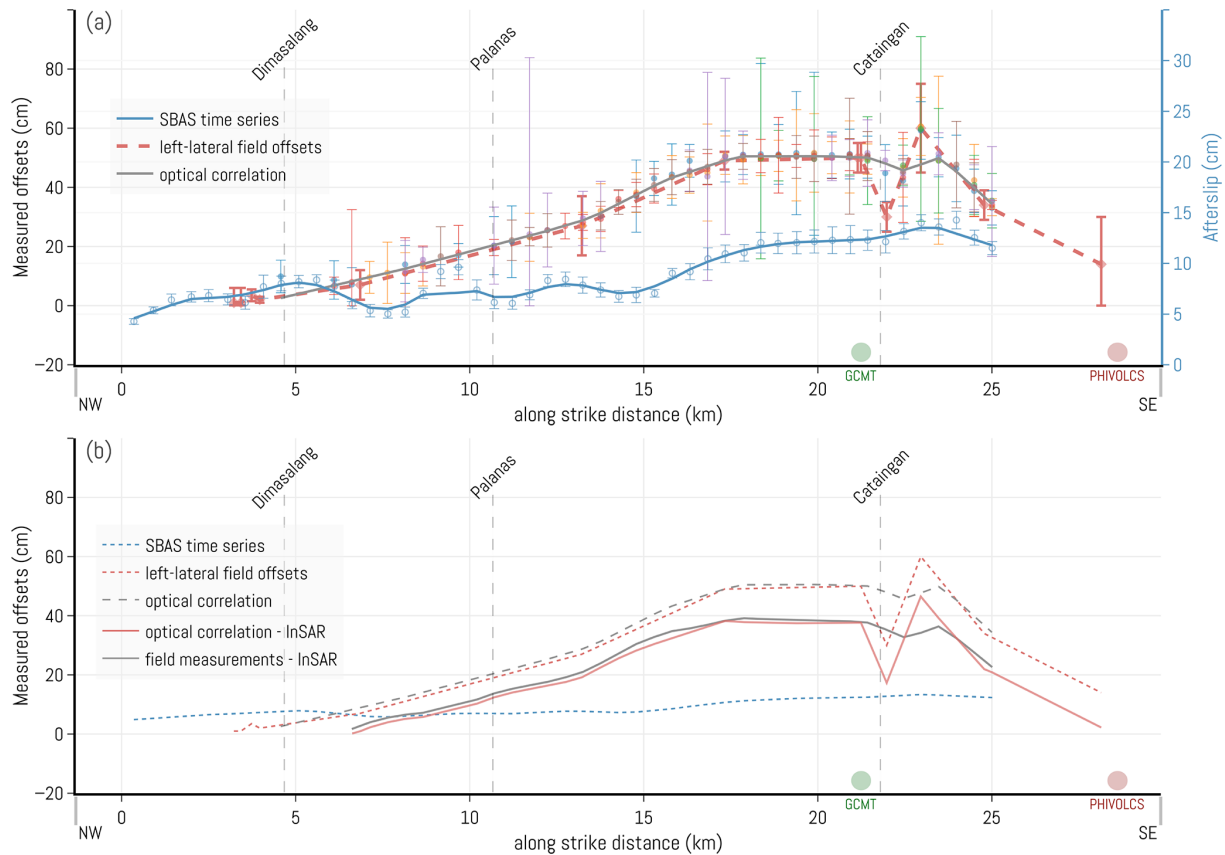 (a)
Dimasalang
Palanas
Cataingan
SBAS time series
left-lateral field offsets
optical correlation
Measured offsets (cm)
80
60
40
20
0
−20
Afterslip (cm)
30
25
20
15
10
5
0
GCMT
PHIVOLCS
0
5
10
15
20
25
NW
along strike distance (km)
SE
(b)
Dimasalang
Palanas
Cataingan
SBAS time series
left-lateral field offsets
optical correlation
optical correlation - InSAR
field measurements - InSAR
Measured offsets (cm)
80
60
40
20
0
−20
GCMT
PHIVOLCS
0
5
10
15
20
25
NW
along strike distance (km)
SE